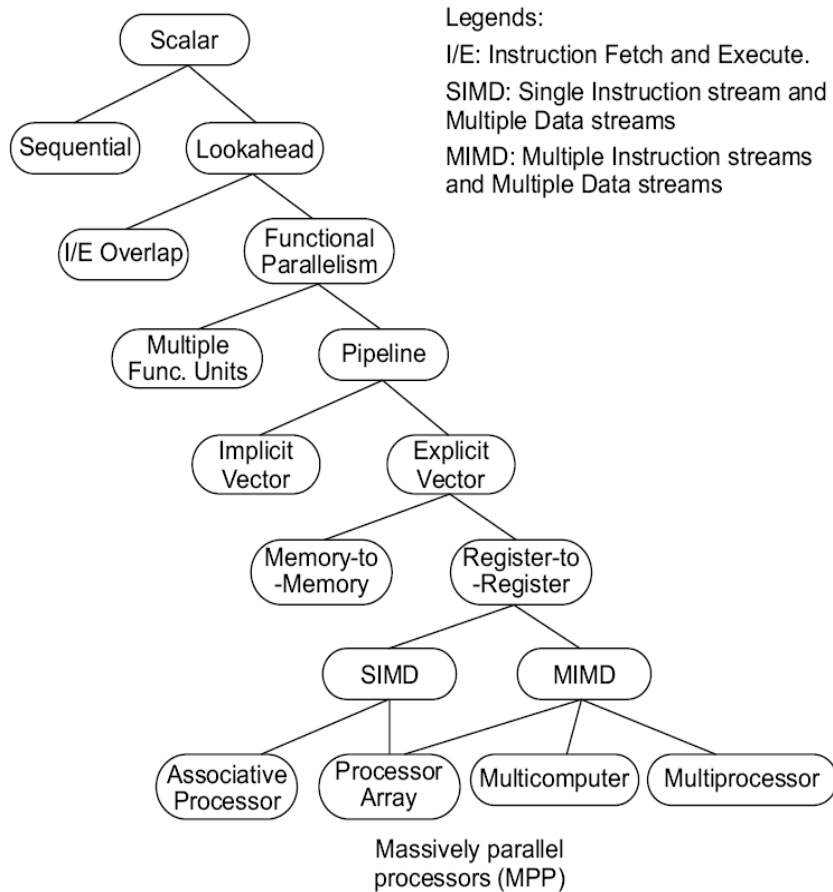 Scalar
Legends:
I/E: Instruction Fetch and Execute.
SIMD: Single Instruction stream and
Multiple Data streams
MIMD: Multiple Instruction streams
and Multiple Data streams
Sequential
Lookahead
I/E Overlap
Functional
Parallelism
Multiple
Func. Units
Pipeline
Implicit
Vector
Explicit
Vector
Memory-to
-Memory
Register-to
-Register
SIMD
MIMD
Associative
Processor
Processor
Array
Multicomputer
Multiprocessor
Massively parallel
processors (MPP)